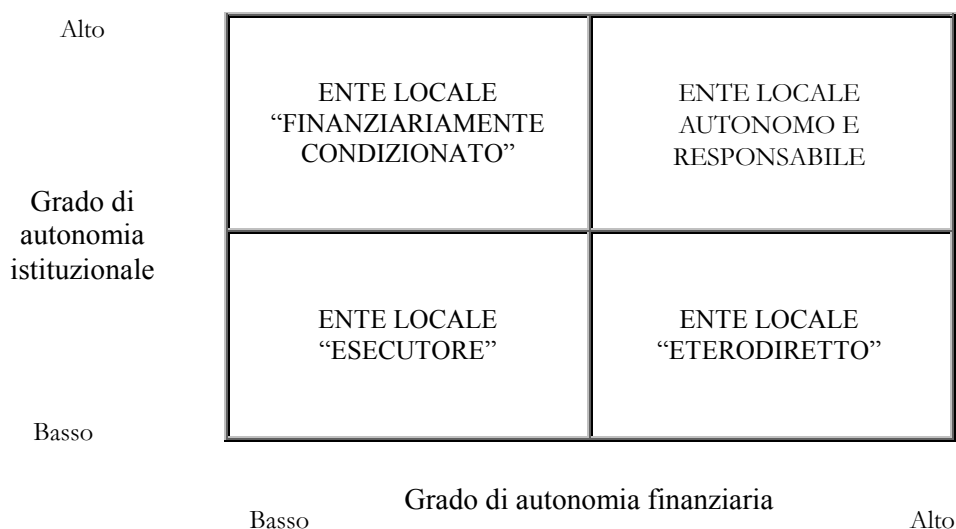 Alto
ENTE LOCALE
“FINANZIARIAMENTE
CONDIZIONATO”
ENTE LOCALE
AUTONOMO E
RESPONSABILE
Grado di
autonomia
istituzionale
ENTE LOCALE
“ESECUTORE”
ENTE LOCALE
“ETERODIRETTO”
Basso
Grado di autonomia finanziaria
Basso
Alto